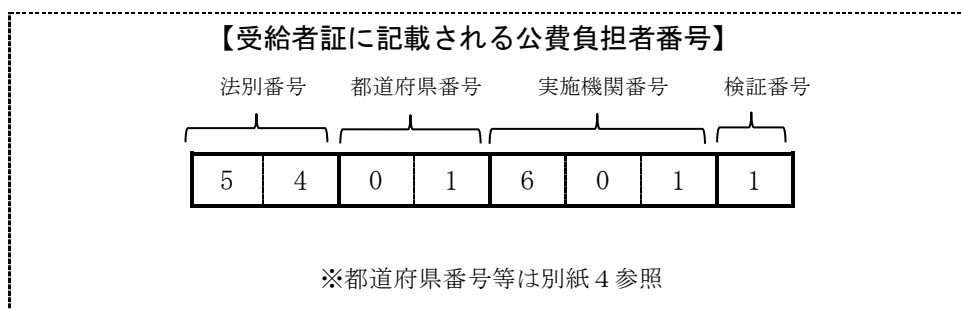 【受給者証に記載される公費負担者番号】
法別番号 都道府県番号 実施機関番号 検証番号
5 4 0 1 6 0 1 1
※都道府県番号等は別紙4参照